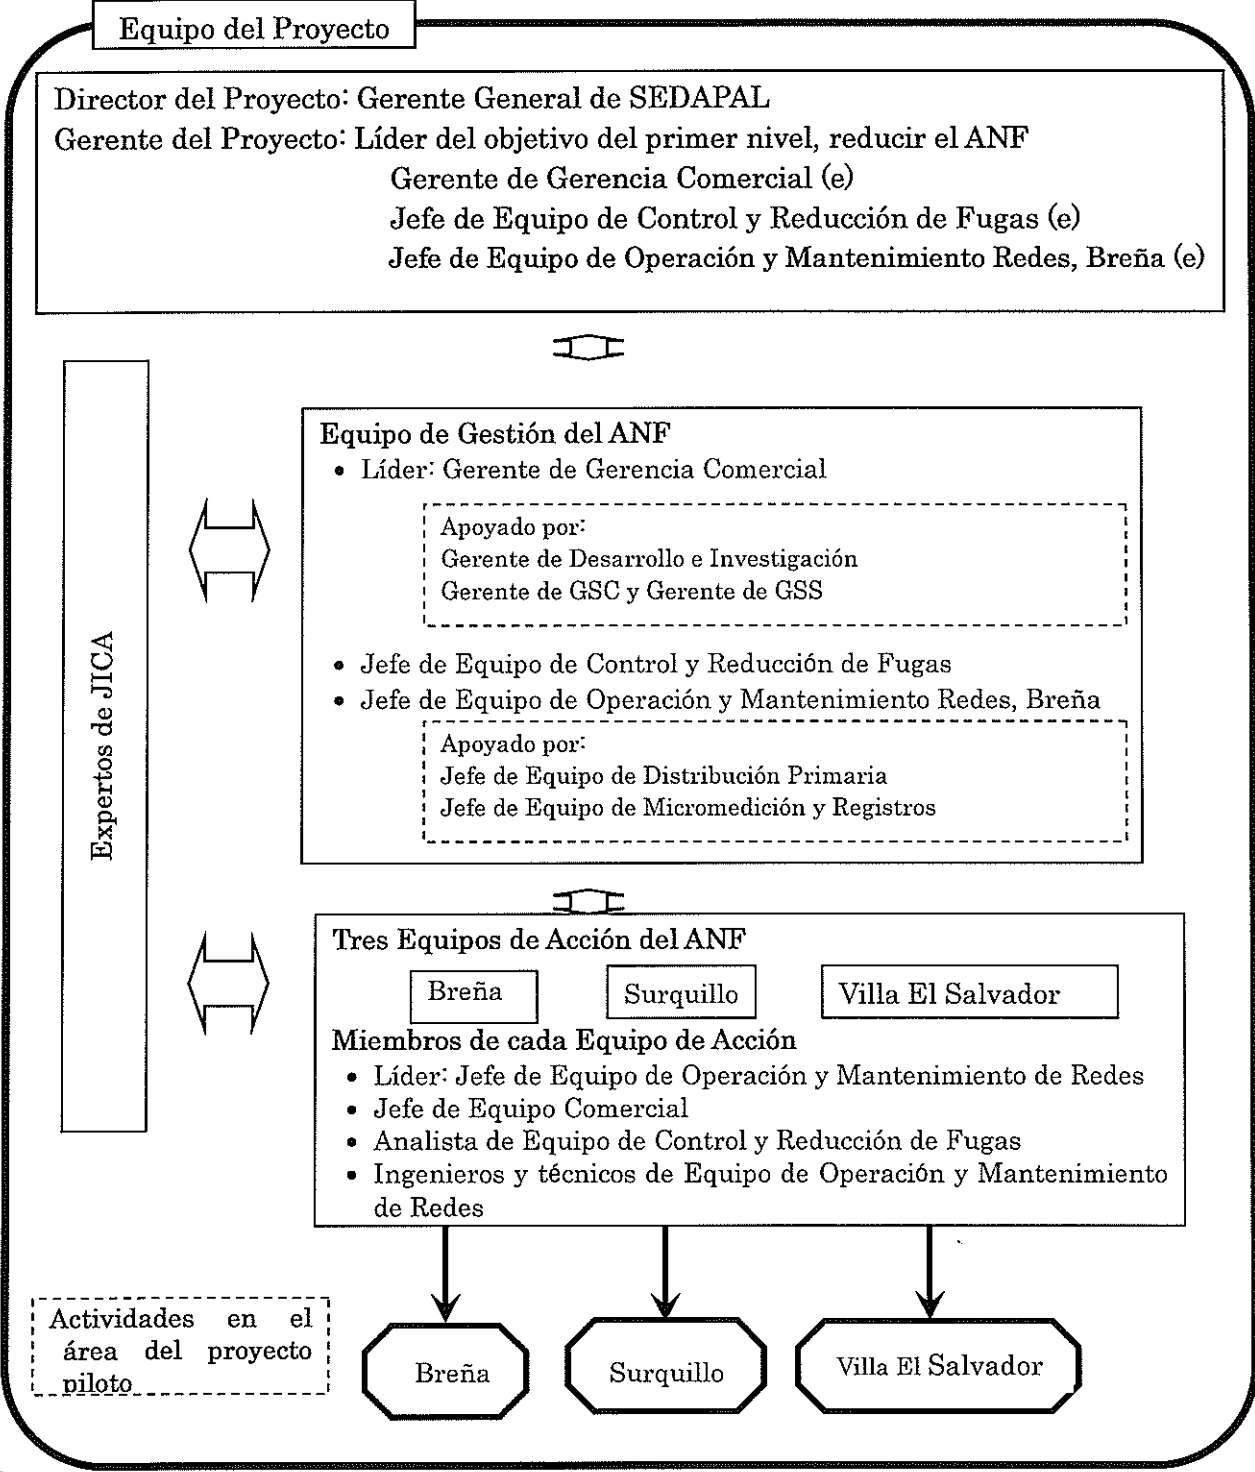 Equipo del Proyecto
Director del Proyecto: Gerente General de SEDAPAL
Gerente del Proyecto: Líder del objetivo del primer nivel, reducir el ANF
Gerente de Gerencia Comercial (e)
Jefe de Equipo de Control y Reducción de Fugas (e)
Jefe de Equipo de Operación y Mantenimiento Redes, Breña (e)
Expertos de JICA
Equipo de Gestión del ANF
• Líder: Gerente de Gerencia Comercial
Apoyado por:
Gerente de Desarrollo e Investigación
Gerente de GSC y Gerente de GSS
• Jefe de Equipo de Control y Reducción de Fugas
• Jefe de Equipo de Operación y Mantenimiento Redes, Breña
Apoyado por:
Jefe de Equipo de Distribución Primaria
Jefe de Equipo de Micromedición y Registros
Tres Equipos de Acción del ANF
Breña
Surquillo
Villa El Salvador
Miembros de cada Equipo de Acción
• Líder: Jefe de Equipo de Operación y Mantenimiento de Redes
• Jefe de Equipo Comercial
• Analista de Equipo de Control y Reducción de Fugas
• Ingenieros y técnicos de Equipo de Operación y Mantenimiento
de Redes
Actividades en el
área del proyecto
piloto
Breña
Surquillo
Villa El Salvador